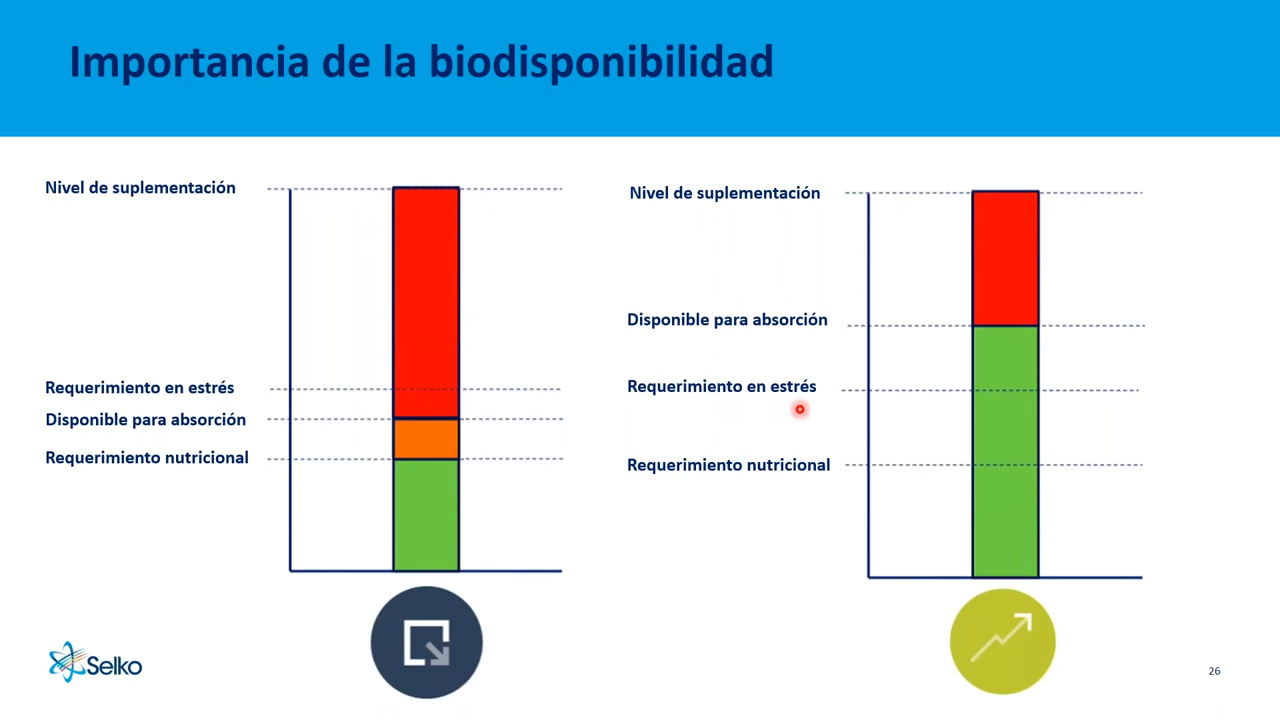 Importancia de la biodisponibilidad
Nivel de suplementación
Requerimiento en estrés
Disponible para absorción
Requerimiento nutricional
Nivel de suplementación
Disponible para absorción
Requerimiento en estrés
Requerimiento nutricional
Selko
26